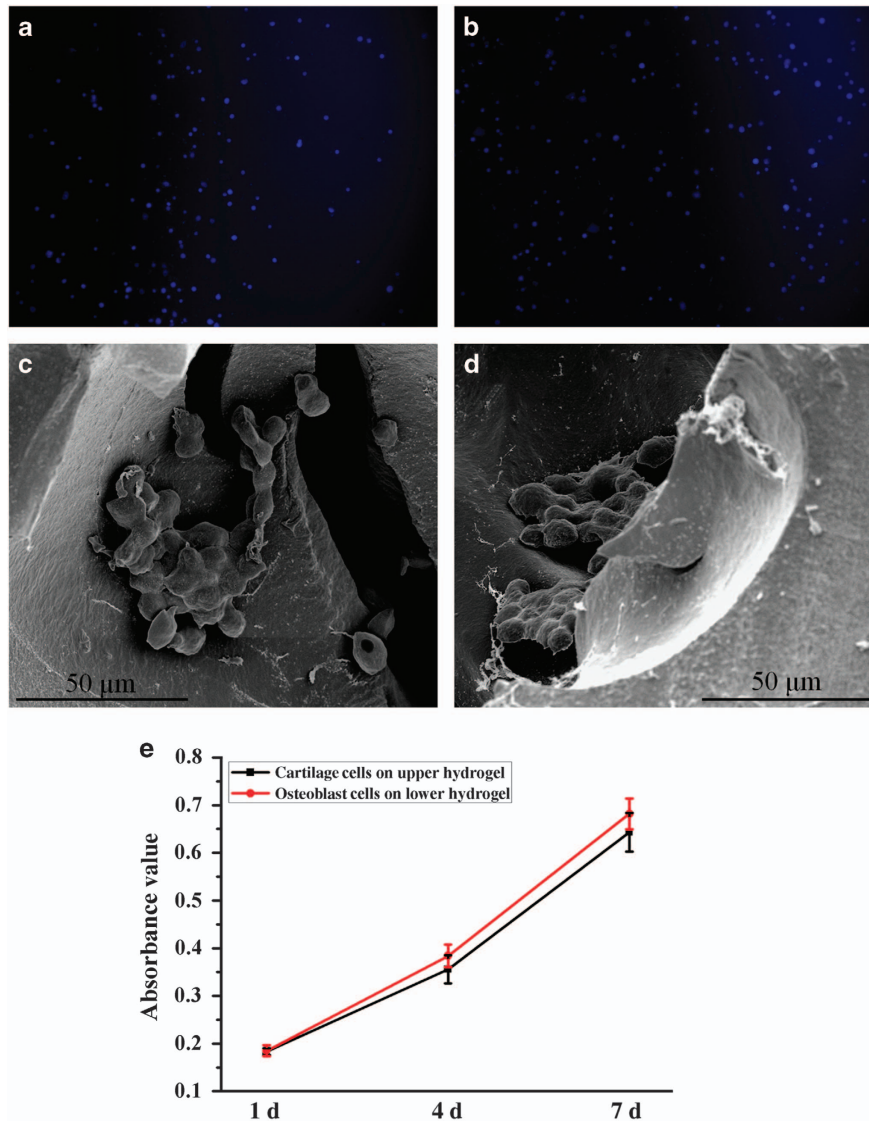 a
b
c
50 μm
d
50 μm
e
Cartilage cells on upper hydrogel
Osteoblast cells on lower hydrogel
Absorbance value
0.8
0.7
0.6
0.5
0.4
0.3
0.2
0.1
1 d
4 d
7 d